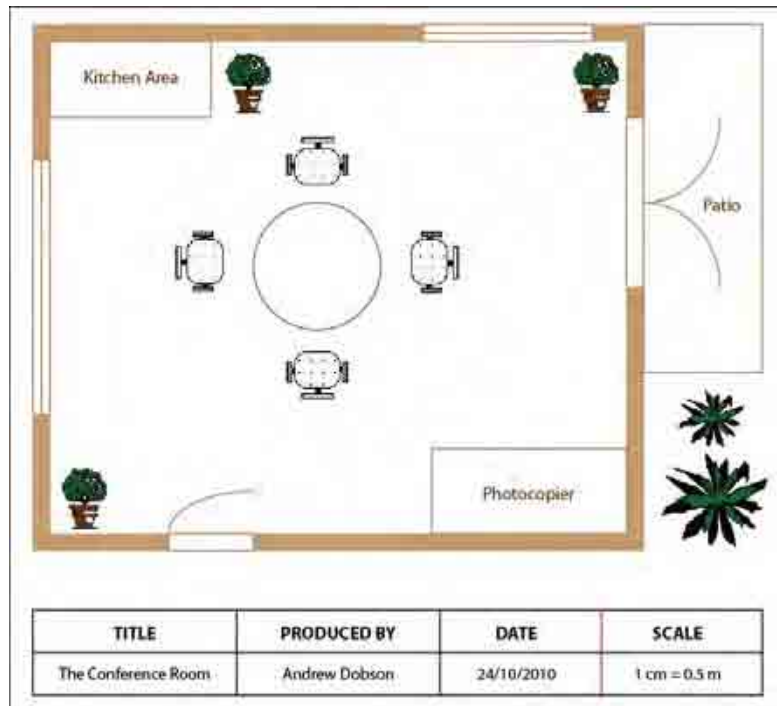 Kitchen Area
Patio
Photocopier
TITLE PRODUCED BY DATE SCALE
The Conference Room Andrew Dobson 24/10/2010 1 cm = 0.5 m